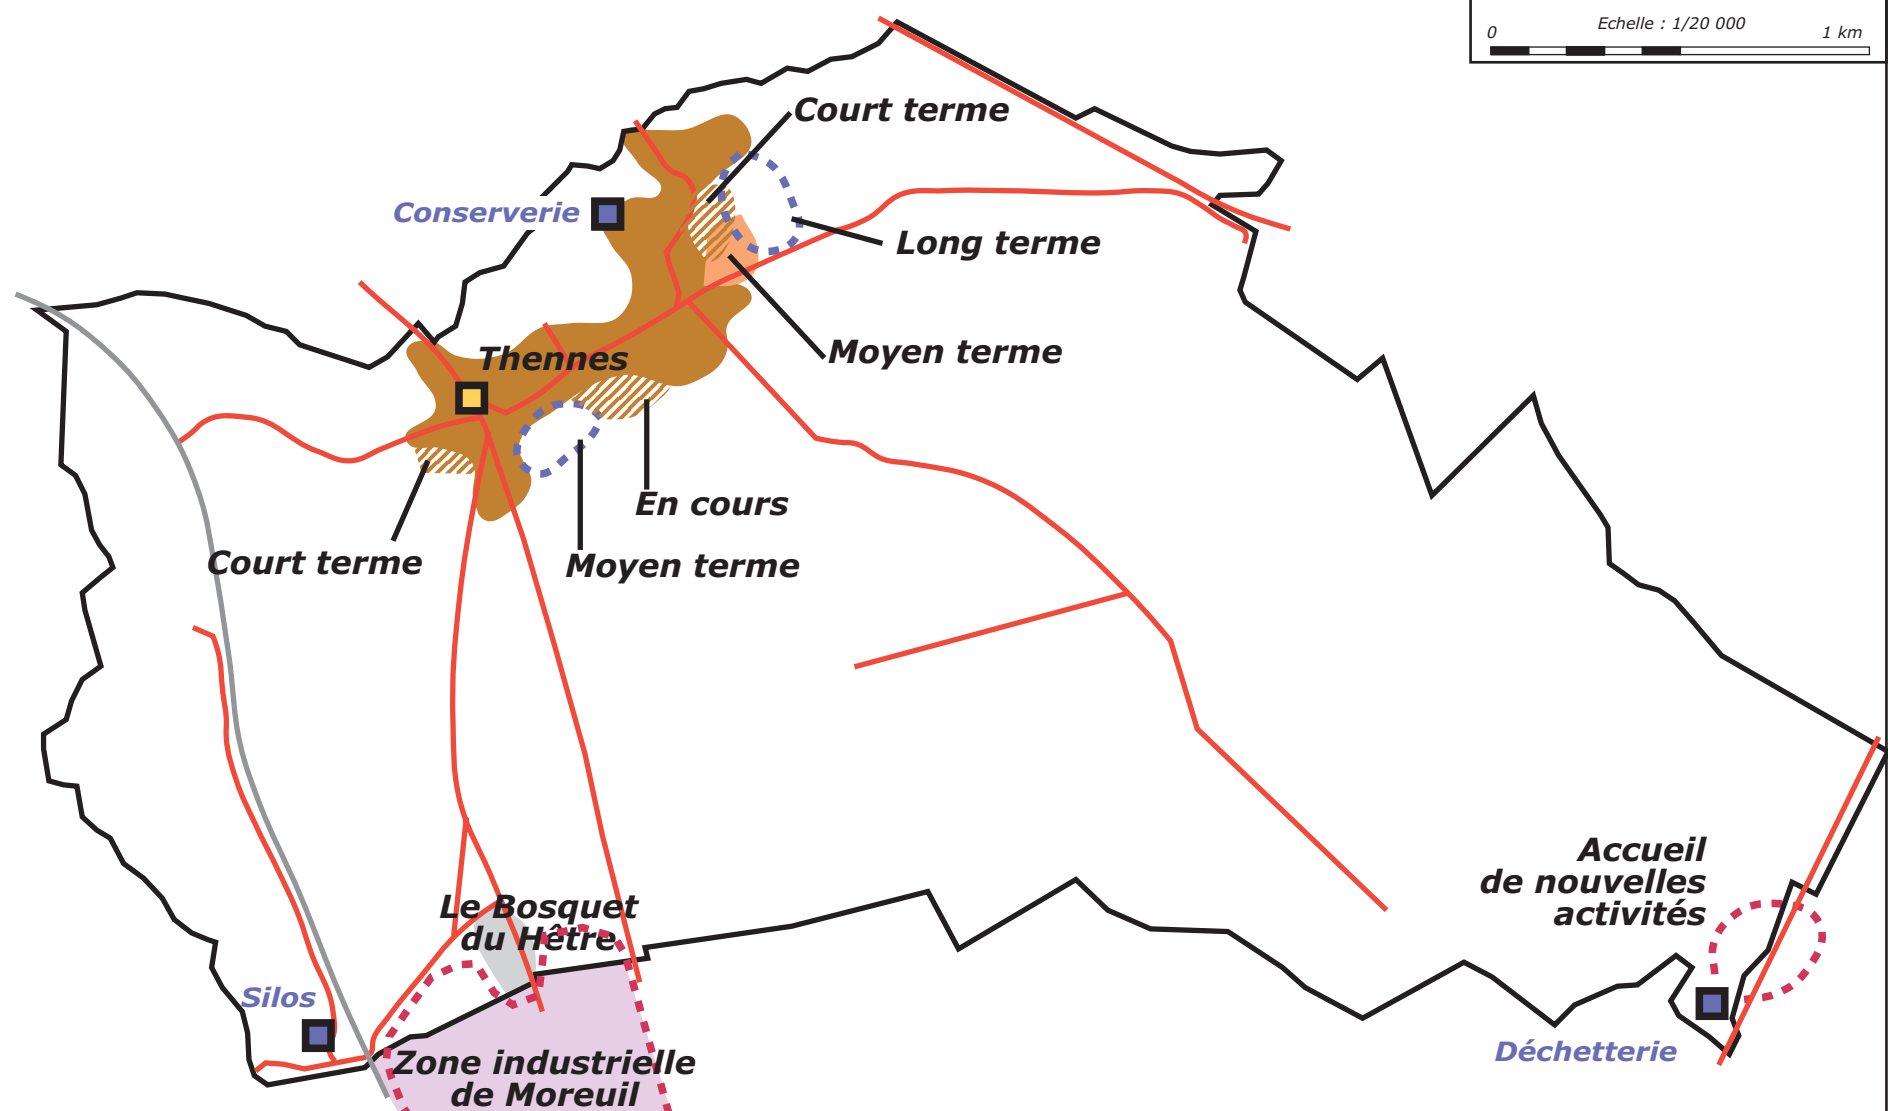 Echelle : 1/20 000
0
1 km
Court terme
Conserverie
Long terme
Moyen terme
Thennes
En cours
Court terme
Moyen terme
Accueil
de nouvelles
activités
Le Bosquet
du Hêtre
Silos
Déchetterie
Zone industrielle
de Moreuil